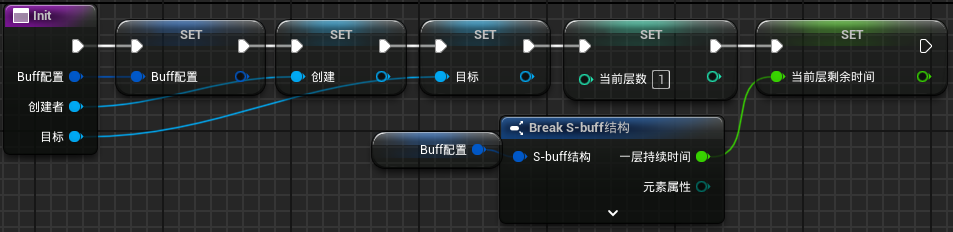 Init
SET
SET
SET
SET
SET
Buff配置
Buff配置
创建
目标
当前层数 1
当前层剩余时间
创建者
目标
Break S-buff结构
Buff配置
S-buff结构
一层持续时间
元素属性